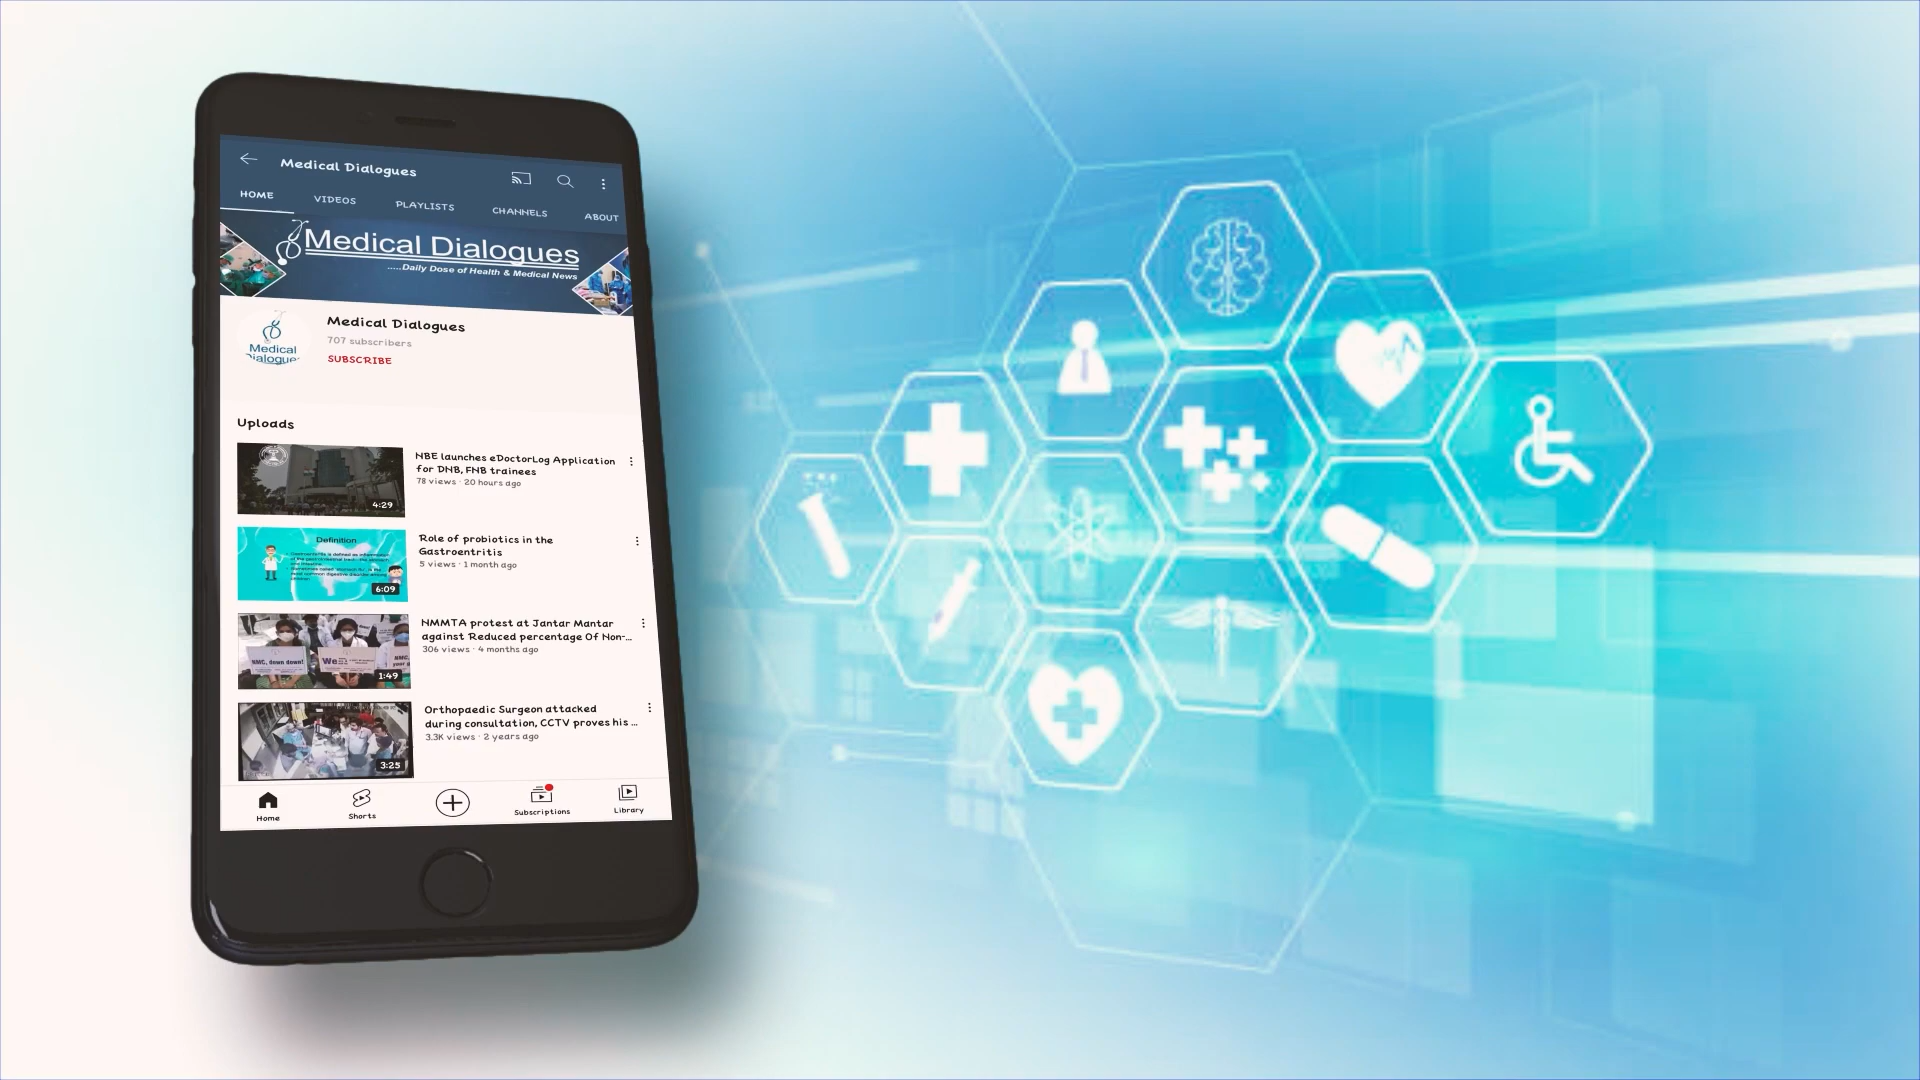 Medical Dialogues
HOME VIDEOS PLAYLISTS CHANNELS ABOUT
Medical Dialogues
.....Daily Dose of Health & Medical News
Medical Dialogues
707 subscribers
SUBSCRIBE
Medical
Dialogues
Uploads
NBE launches eDoctorLog Application
for DNB, FNB trainees
78 views · 20 hours ago
4:29
Definition
Role of probiotics in the
Gastroentritis
5 views · 1 month ago
6:09
NMMTA protest at Jantar Mantar
against Reduced percentage Of Non-...
306 views · 4 months ago
NMC, down down!
We
1:49
Orthopaedic Surgeon attacked
during consultation, CCTV proves his ...
3.3K views · 2 years ago
3:25
Home Shorts Subscriptions Library